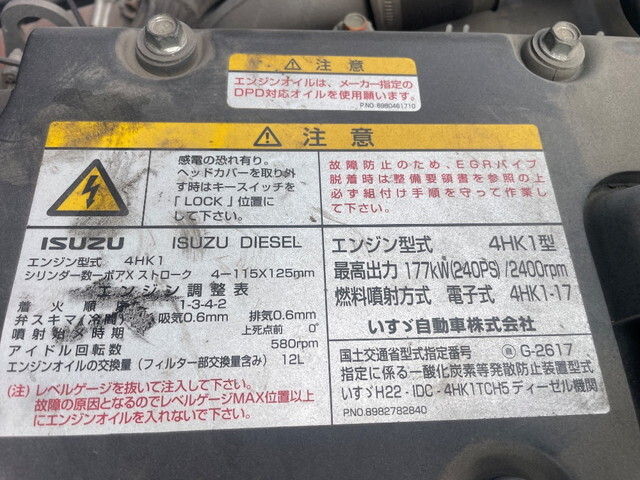 ⚠ 注意
エンジンオイルは、メーカー指定の
DPD対応オイルを使用願います。
P.NO.8980461710
⚠ 注意
感電の恐れ有り。
ヘッドカバーを取り外
す時はキースイッチを
「LOCK」位置に
して下さい。
故障防止のため、EGRパイプ
脱着時は整備要領書を参照の上
必ず組付け手順を守って作業し
て下さい。
ISUZU ISUZU DIESEL
エンジン型式 4HK1
シリンダー数ーボアXストローク 4ー115X125mm
エンジン調整表
着火順序 1-3-4-2
弁スキマ(冷間) 吸気0.6mm 排気0.6mm
噴射始メ時期 上死点前 0°
アイドル回転数 580rpm
エンジンオイルの交換量(フィルター部交換量含み) 12L
(注)レベルゲージを抜いて注入して下さい。
故障の原因となるのでレベルゲージMAX位置以上に
エンジンオイルを入れないで下さい。
エンジン型式 4HK1型
最高出力 177kW(240PS)/2400rpm
燃料噴射方式 電子式 4HK1-17
いすゞ自動車株式会社
国土交通省型式指定番号 G-2617
指定に係る一酸化炭素等発散防止装置型式
いすゞH22-IDC-4HK1TCH5ディーゼル機関
P.NO.8982782840